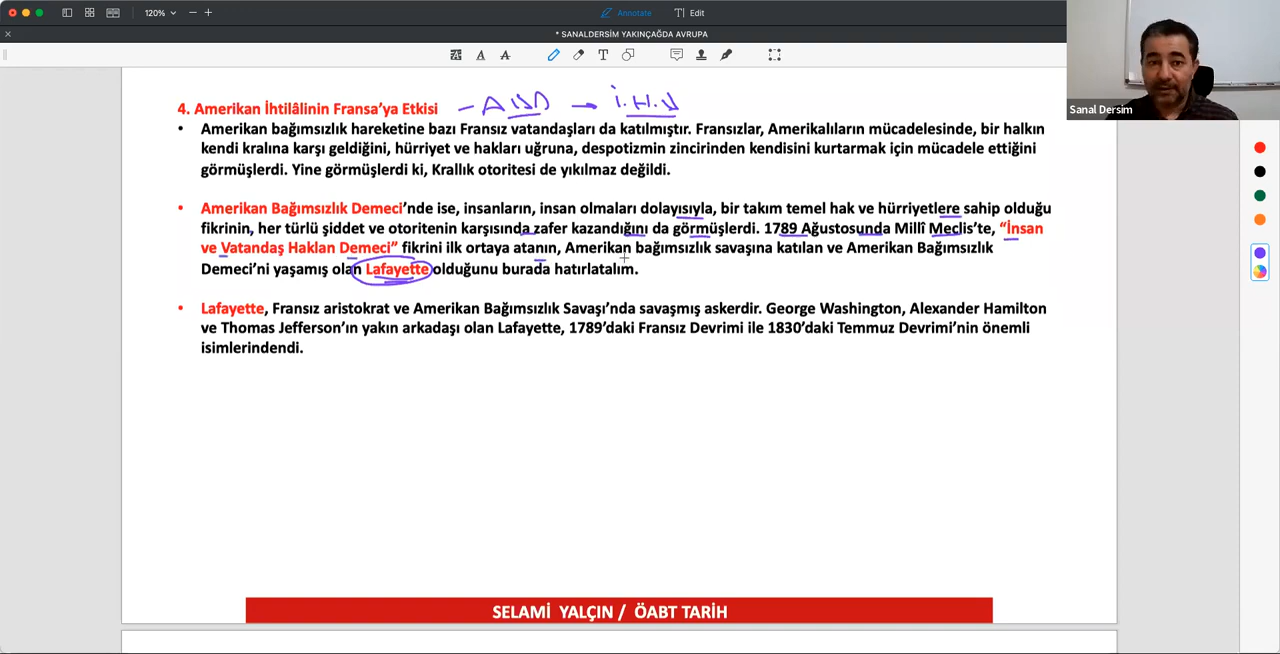 120%
Annotate
Edit
* SANALDERSİM YAKINÇAĞDA AVRUPA
Sanal Dersim
4. Amerikan İhtilâlinin Fransa'ya Etkisi – ABD → İ.H.
• Amerikan bağımsızlık hareketine bazı Fransız vatandaşları da katılmıştır. Fransızlar, Amerikalıların mücadelesinde, bir halkın
kendi kralına karşı geldiğini, hürriyet ve hakları uğruna, despotizmin zincirinden kendisini kurtarmak için mücadele ettiğini
görmüşlerdi. Yine görmüşlerdi ki, Krallık otoritesi de yıkılmaz değildi.
• Amerikan Bağımsızlık Demeci'nde ise, insanların, insan olmaları dolayısıyla, bir takım temel hak ve hürriyetlere sahip olduğu
fikrinin, her türlü şiddet ve otoritenin karşısında zafer kazandığını da görmüşlerdi. 1789 Ağustosunda Millî Meclis'te, “İnsan
ve Vatandaş Haklan Demeci” fikrini ilk ortaya atanın, Amerikan bağımsızlık savaşına katılan ve Amerikan Bağımsızlık
Demeci'ni yaşamış olan Lafayette olduğunu burada hatırlatalım.
• Lafayette, Fransız aristokrat ve Amerikan Bağımsızlık Savaşı'nda savaşmış askerdir. George Washington, Alexander Hamilton
ve Thomas Jefferson'ın yakın arkadaşı olan Lafayette, 1789'daki Fransız Devrimi ile 1830'daki Temmuz Devrimi'nin önemli
isimlerindendi.
SELAMİ YALÇIN / ÖABT TARİH